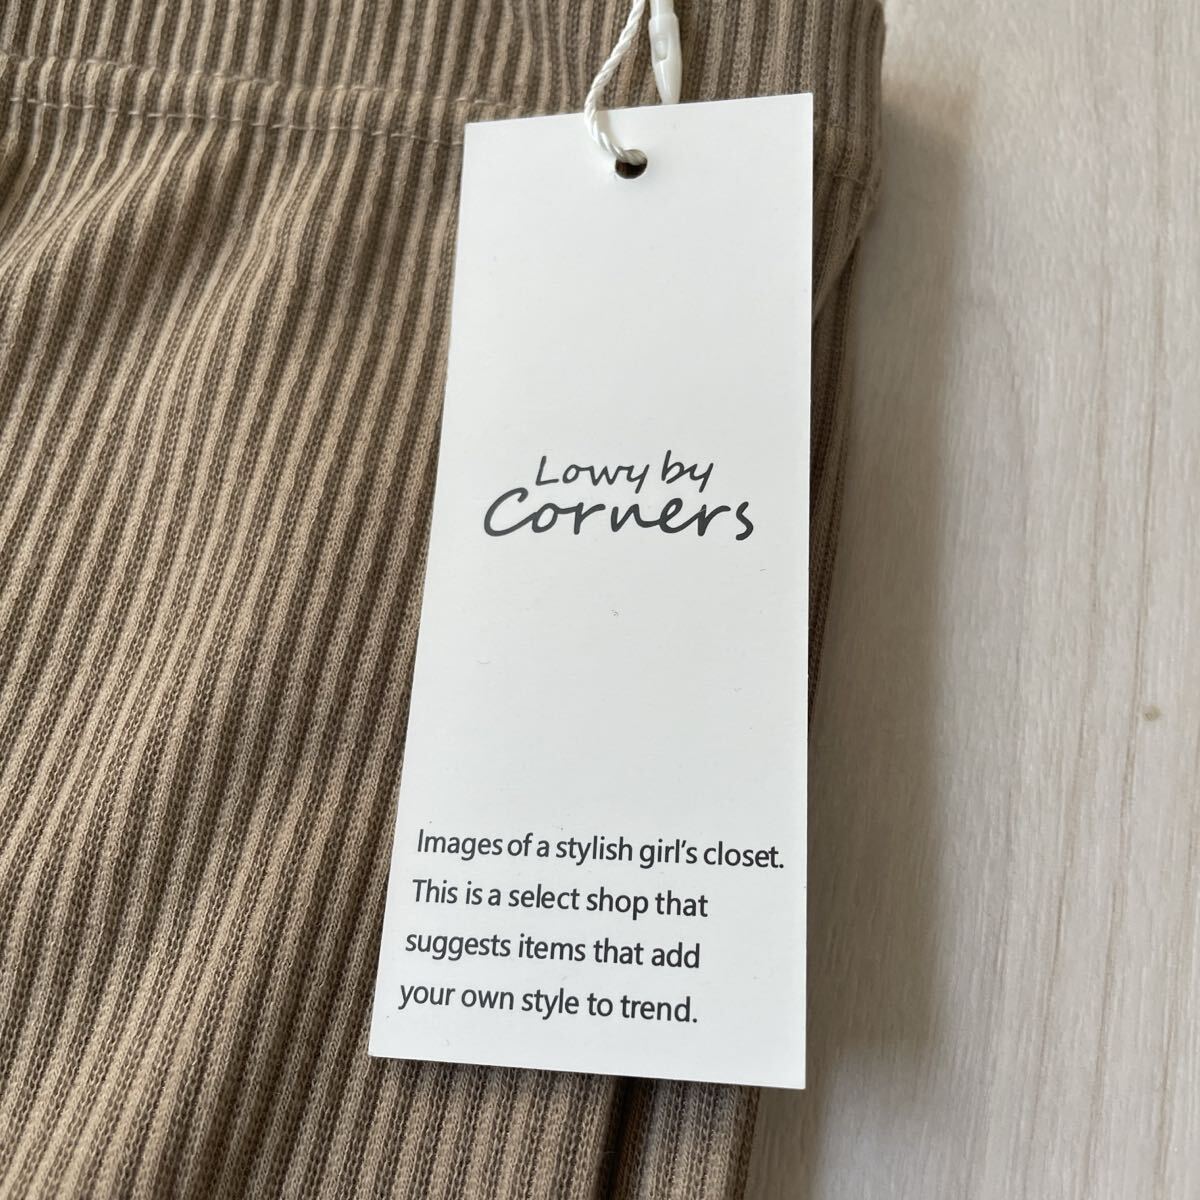 Lowy by
Corners
Images of a stylish girl's closet.
This is a select shop that
suggests items that add
your own style to trend.